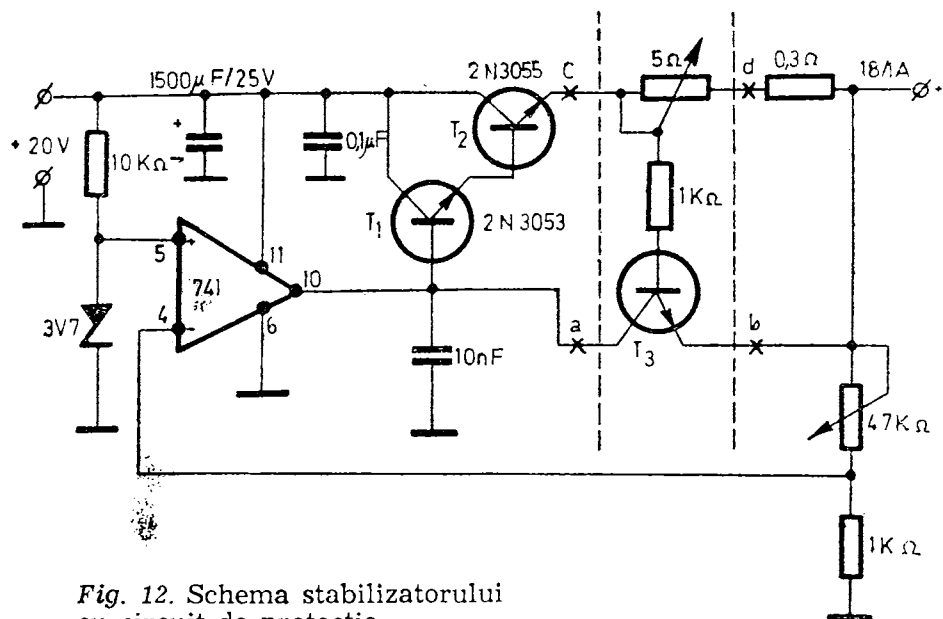 1500µF/25V
2N3055
C
5Ω
d
0,3Ω
18/1A
+
+ 20V
10KΩ
+
0,1µF
T2
T1
2N3053
1KΩ
5
+
11
10
741
4
−
6
3V7
10nF
a
T3
b
47KΩ
1KΩ
Fig. 12. Schema stabilizatorului